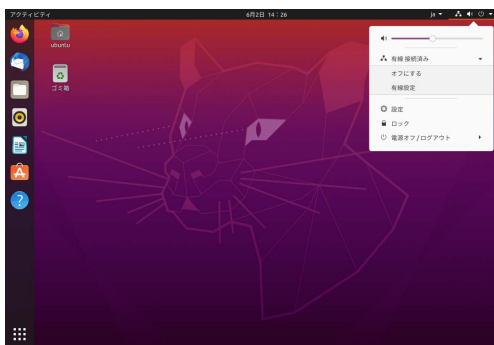 アクティビティ
6月2日 14：26
ja
ubuntu
ゴミ箱
有線 接続済み
オフにする
有線設定
設定
ロック
電源オフ/ログアウト